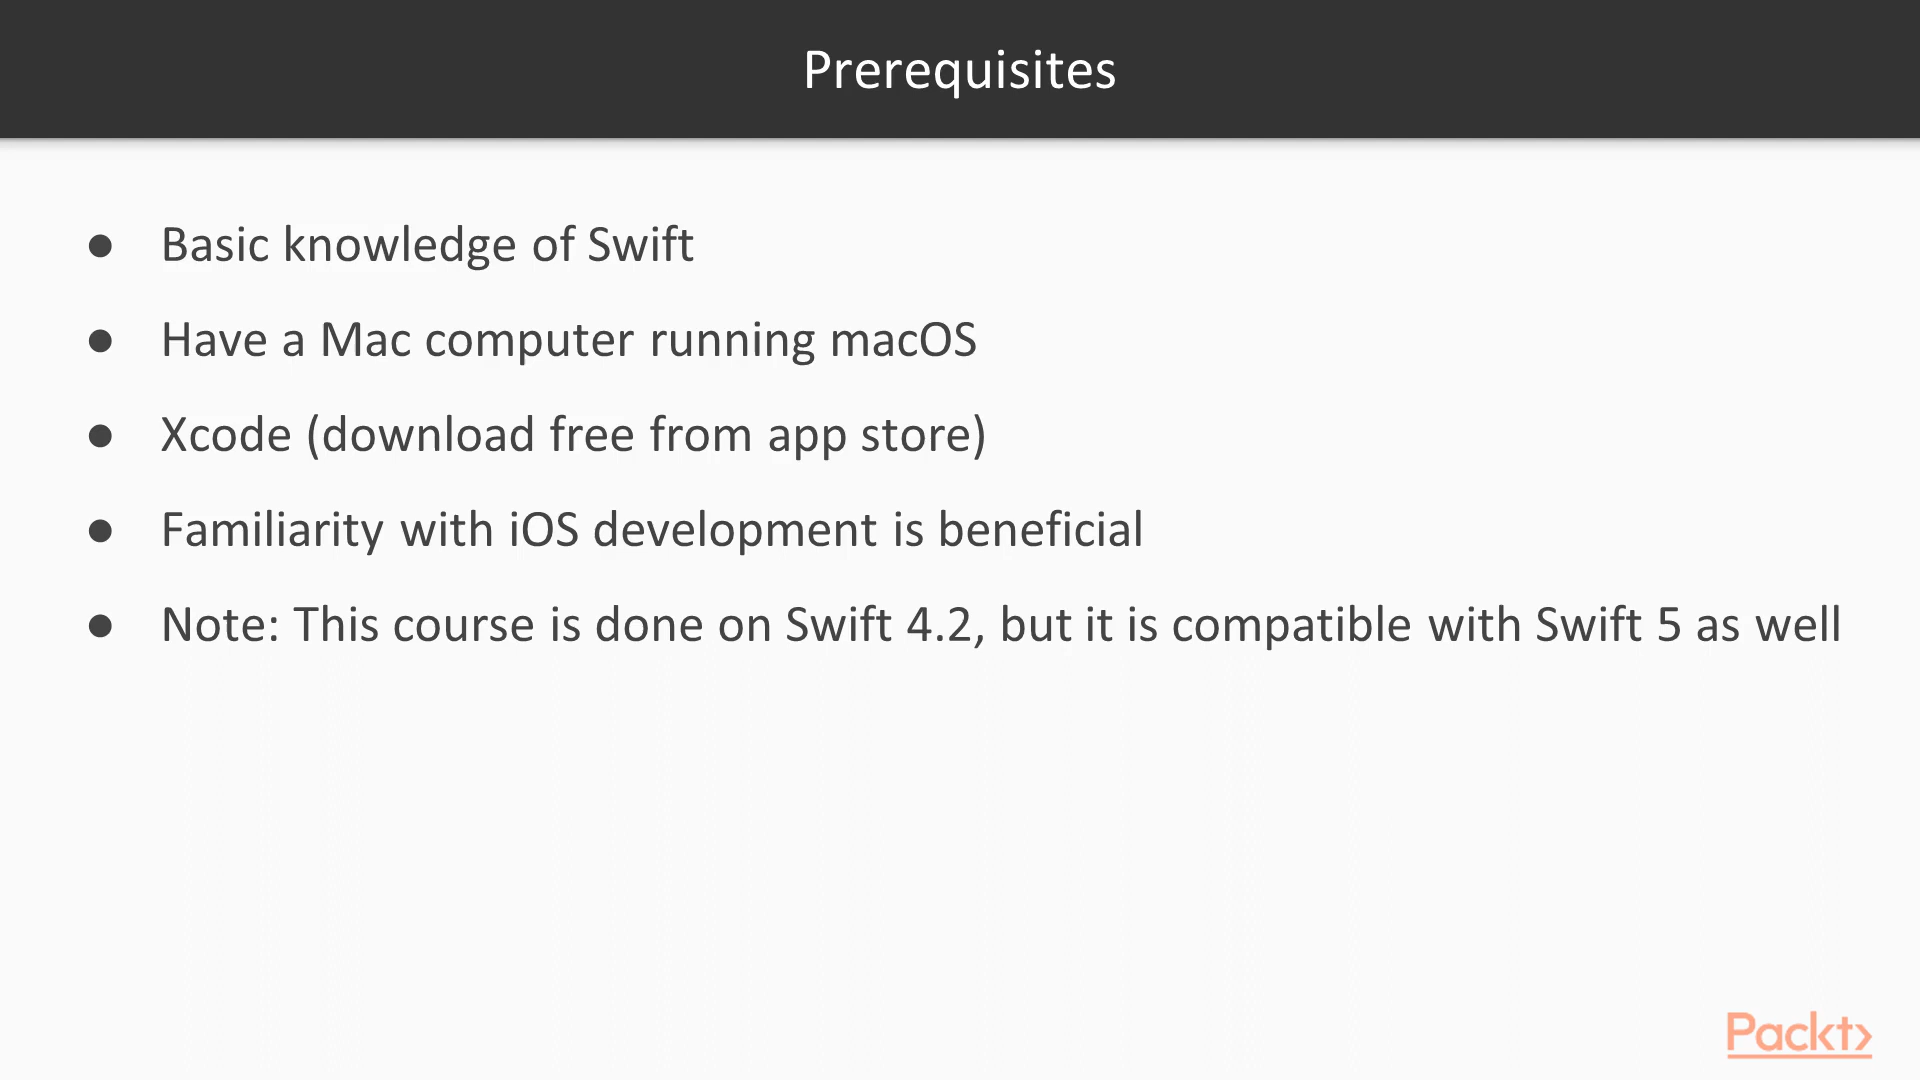 Prerequisites
● Basic knowledge of Swift
● Have a Mac computer running macOS
● Xcode (download free from app store)
● Familiarity with iOS development is beneficial
● Note: This course is done on Swift 4.2, but it is compatible with Swift 5 as well
Packt>